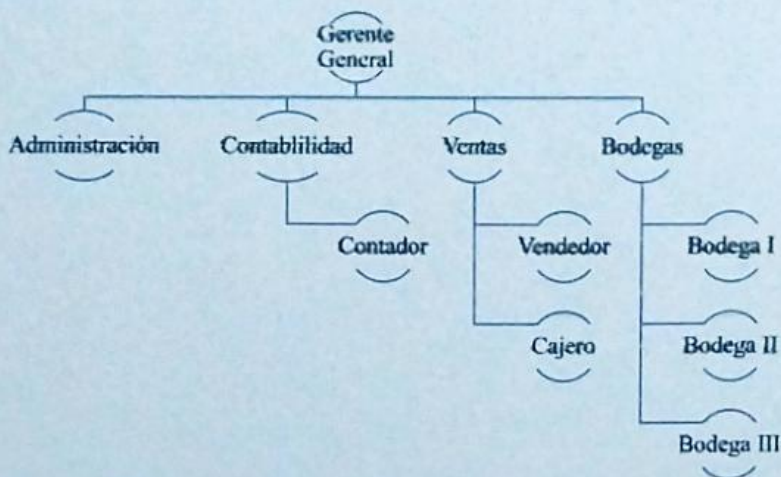 Gerente
General
Administración
Contablilidad
Ventas
Bodegas
Contador
Vendedor
Bodega I
Cajero
Bodega II
Bodega III